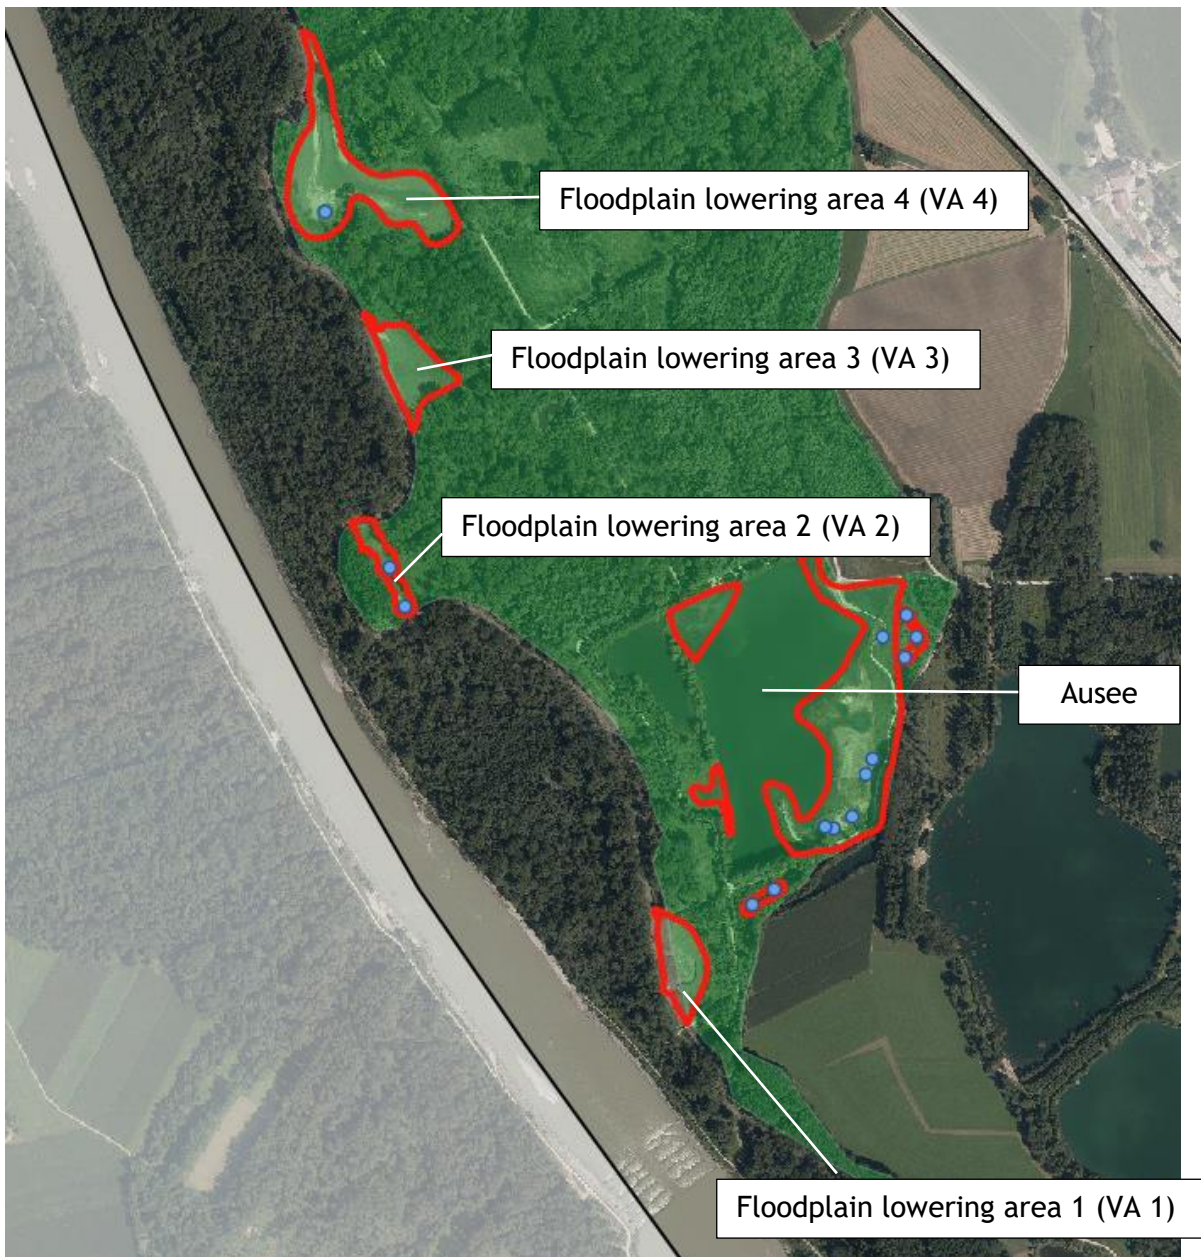 Floodplain lowering area 4 (VA 4)
Floodplain lowering area 3 (VA 3)
Floodplain lowering area 2 (VA 2)
Ausee
Floodplain lowering area 1 (VA 1)